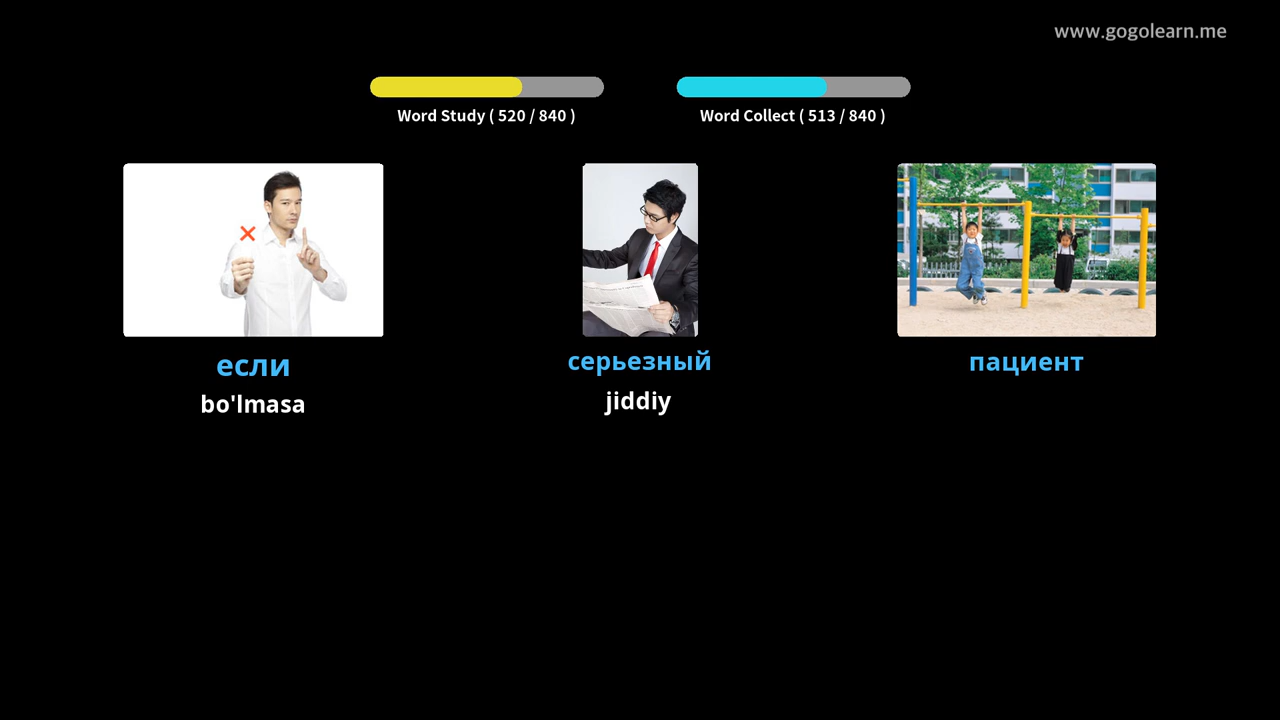 www.gogolearn.me
Word Study ( 520 / 840 )
Word Collect ( 513 / 840 )
если
bo'lmasa
серьезный
jiddiy
пациент